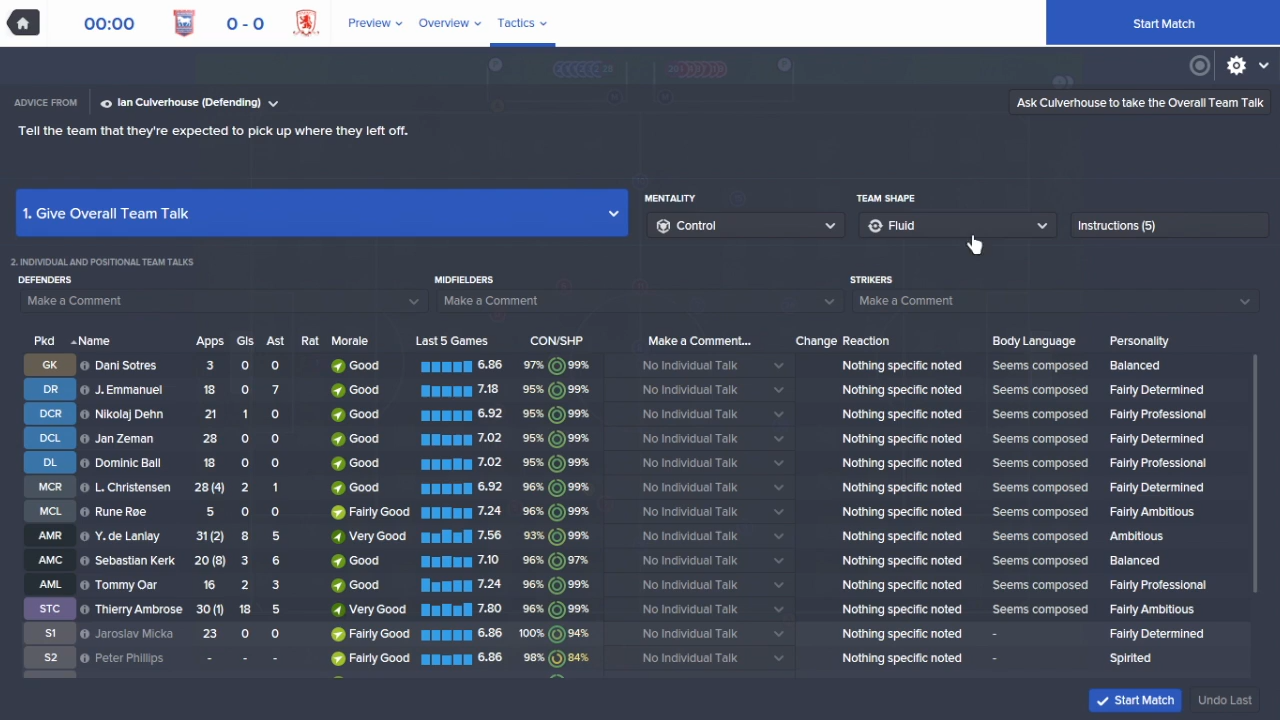 00:00 0 - 0 Preview Overview Tactics Start Match
ADVICE FROM Ian Culverhouse (Defending) Ask Culverhouse to take the Overall Team Talk
Tell the team that they're expected to pick up where they left off.
MENTALITY TEAM SHAPE
1. Give Overall Team Talk Control Fluid Instructions (5)
2. INDIVIDUAL AND POSITIONAL TEAM TALKS
DEFENDERS MIDFIELDERS STRIKERS
Make a Comment Make a Comment Make a Comment
Pkd Name Apps Gls Ast Rat Morale Last 5 Games CON/SHP Make a Comment... Change Reaction Body Language Personality
GK Dani Sotres 3 0 0 Good 6.86 97% 99% No Individual Talk Nothing specific noted Seems composed Balanced
DR J. Emmanuel 18 0 7 Good 7.18 95% 99% No Individual Talk Nothing specific noted Seems composed Fairly Determined
DCR Nikolaj Dehn 21 1 0 Good 6.92 95% 99% No Individual Talk Nothing specific noted Seems composed Fairly Professional
DCL Jan Zeman 28 0 0 Good 7.02 95% 99% No Individual Talk Nothing specific noted Seems composed Fairly Determined
DL Dominic Ball 18 0 0 Good 7.02 95% 99% No Individual Talk Nothing specific noted Seems composed Fairly Professional
MCR L. Christensen 28 (4) 2 1 Good 6.92 96% 99% No Individual Talk Nothing specific noted Seems composed Fairly Determined
MCL Rune Røe 5 0 0 Fairly Good 7.24 96% 99% No Individual Talk Nothing specific noted Seems composed Fairly Ambitious
AMR Y. de Lanlay 31 (2) 8 5 Very Good 7.56 93% 99% No Individual Talk Nothing specific noted Seems composed Ambitious
AMC Sebastian Kerk 20 (8) 3 6 Good 7.10 96% 97% No Individual Talk Nothing specific noted Seems composed Balanced
AML Tommy Oar 16 2 3 Good 7.24 96% 99% No Individual Talk Nothing specific noted Seems composed Fairly Professional
STC Thierry Ambrose 30 (1) 18 5 Very Good 7.80 96% 99% No Individual Talk Nothing specific noted Seems composed Fairly Ambitious
S1 Jaroslav Micka 23 0 0 Fairly Good 6.86 100% 94% No Individual Talk Nothing specific noted - Fairly Determined
S2 Peter Phillips - - - Fairly Good 6.86 98% 84% No Individual Talk Nothing specific noted - Spirited
Start Match Undo Last